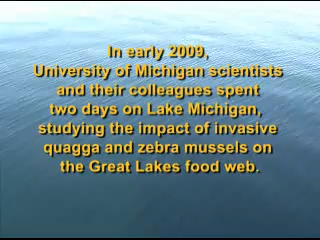 In early 2009,
University of Michigan scientists
and their colleagues spent
two days on Lake Michigan,
studying the impact of invasive
quagga and zebra mussels on
the Great Lakes food web.